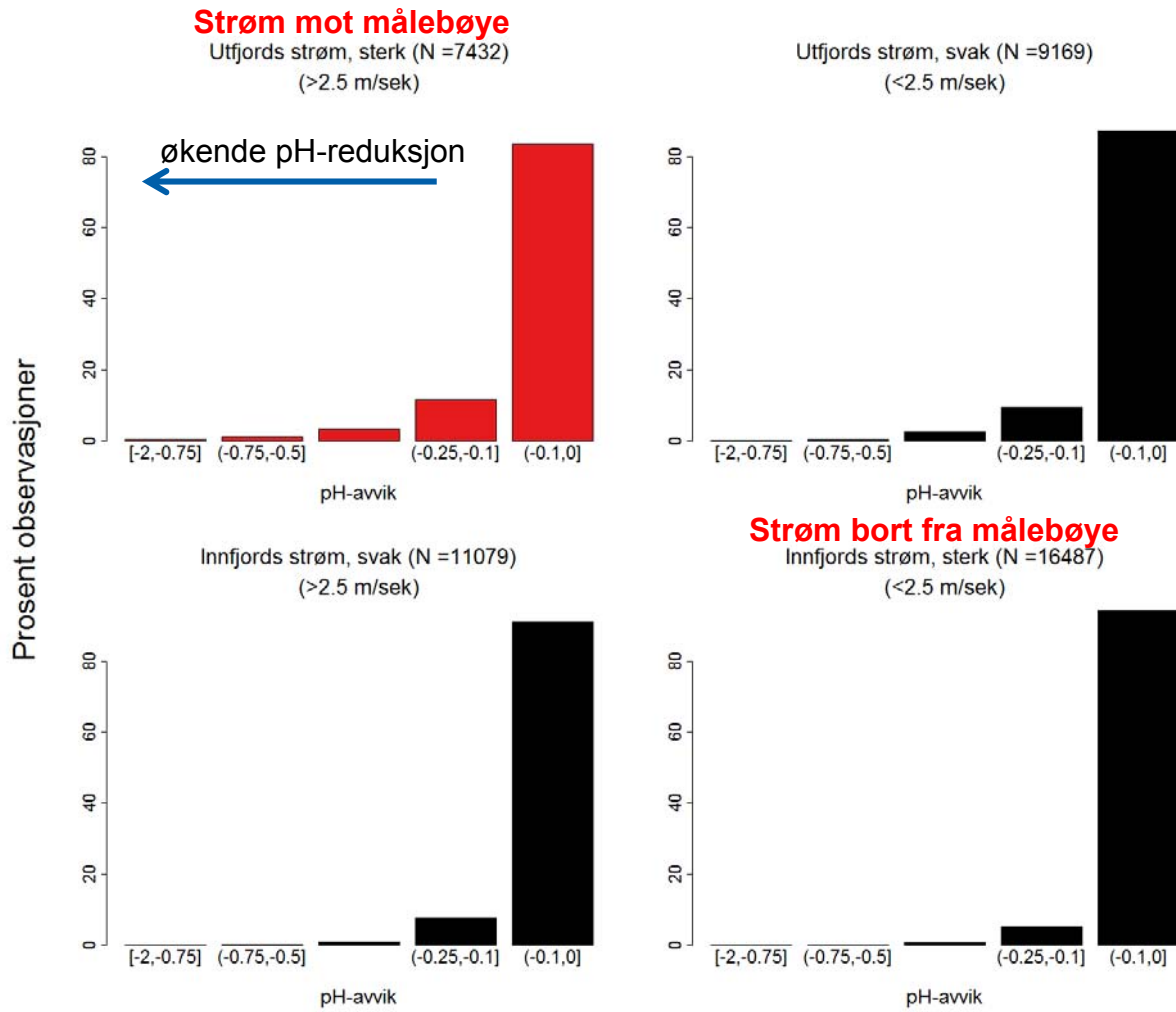 Strøm mot målebøye
Utfjords strøm, sterk (N =7432)
(>2.5 m/sek)
økende pH-reduksjon
80
60
40
20
0
[-2,-0.75] (-0.75,-0.5] (-0.25,-0.1] (-0.1,0]
pH-avvik
Utfjords strøm, svak (N =9169)
(<2.5 m/sek)
80
60
40
20
0
[-2,-0.75] (-0.75,-0.5] (-0.25,-0.1] (-0.1,0]
pH-avvik
Prosent observasjoner
Innfjords strøm, svak (N =11079)
(>2.5 m/sek)
80
60
40
20
0
[-2,-0.75] (-0.75,-0.5] (-0.25,-0.1] (-0.1,0]
pH-avvik
Strøm bort fra målebøye
Innfjords strøm, sterk (N =16487)
(<2.5 m/sek)
80
60
40
20
0
[-2,-0.75] (-0.75,-0.5] (-0.25,-0.1] (-0.1,0]
pH-avvik